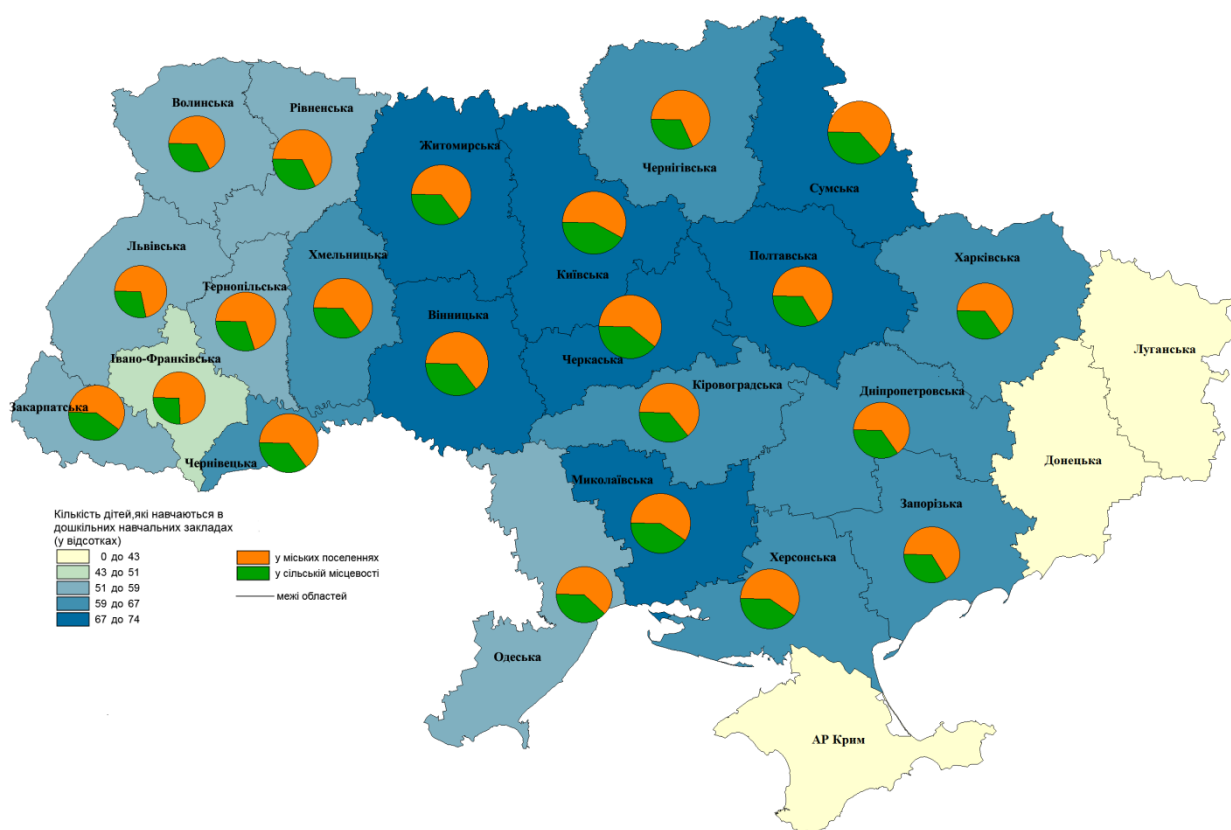 Волинська
Рівненська
Житомирська
Чернігівська
Сумська
Львівська
Хмельницька
Тернопільська
Київська
Полтавська
Харківська
Вінницька
Черкаська
Луганська
Івано-Франківська
Закарпатська
Кіровоградська
Дніпропетровська
Чернівецька
Донецька
Миколаївська
Запорізька
Херсонська
Одеська
АР Крим
Кількість дітей,які навчаються в
дошкільних навчальних закладах
(у відсотках)
0 до 43
43 до 51
51 до 59
59 до 67
67 до 74
у міських поселеннях
у сільській місцевості
межі областей